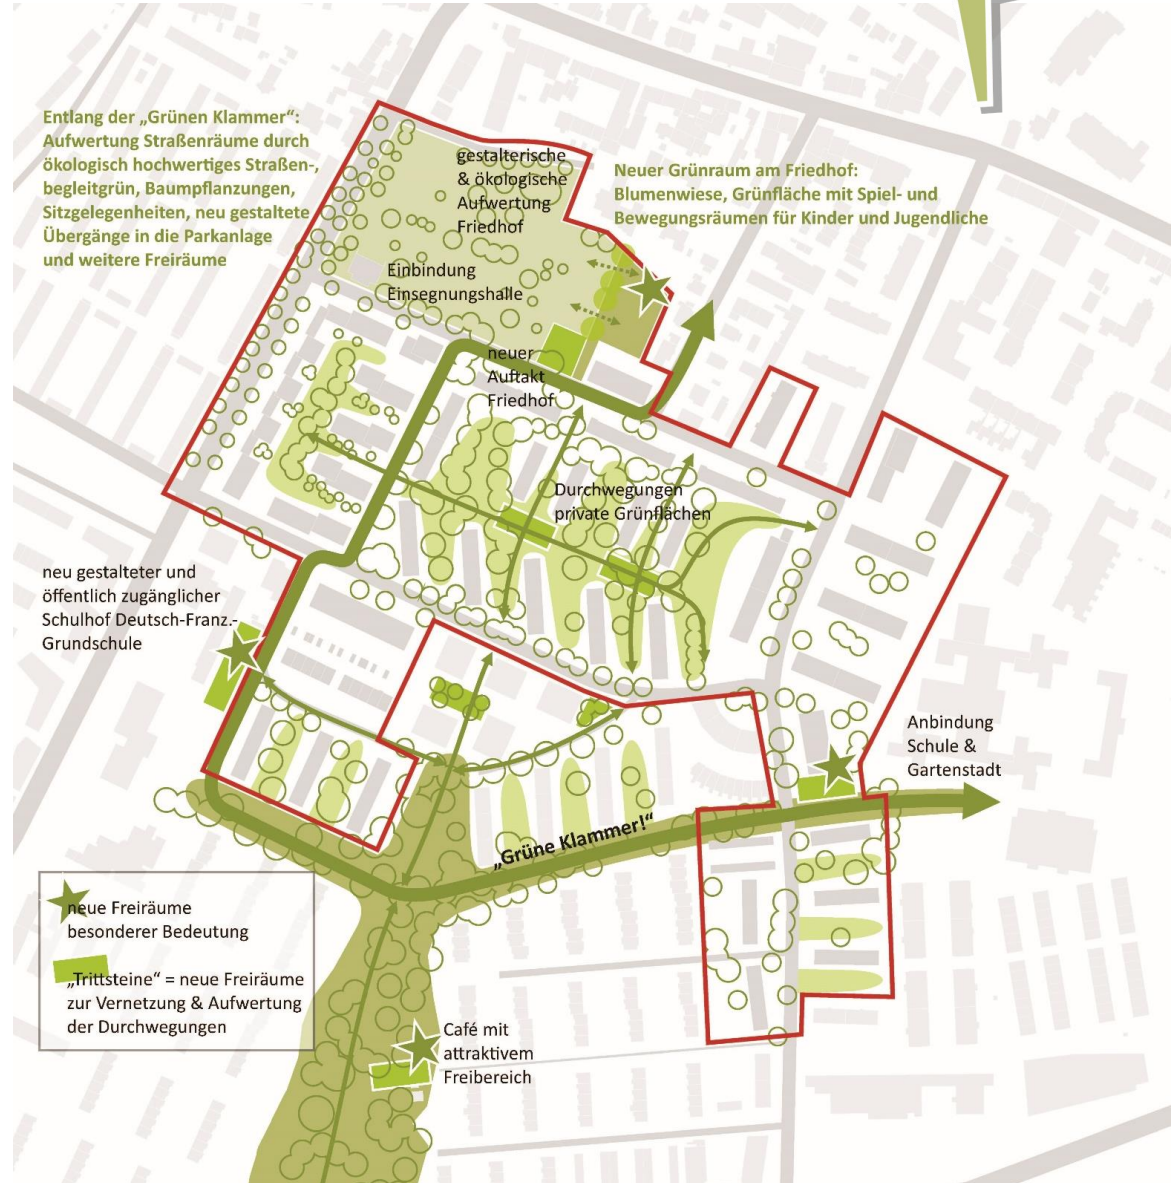 Entlang der „Grünen Klammer“:
Aufwertung Straßenräume durch
ökologisch hochwertiges Straßen-,
begleitgrün, Baumpflanzungen,
Sitzgelegenheiten, neu gestaltete
Übergänge in die Parkanlage
und weitere Freiräume
gestalterische
& ökologische
Aufwertung
Friedhof
Neuer Grünraum am Friedhof:
Blumenwiese, Grünfläche mit Spiel- und
Bewegungsräumen für Kinder und Jugendliche
Einbindung
Einsegnungshalle
neuer
Auftakt
Friedhof
Durchwegungen
private Grünflächen
neu gestalteter und
öffentlich zugänglicher
Schulhof Deutsch-Franz.-
Grundschule
Anbindung
Schule &
Gartenstadt
„Grüne Klammer!“
neue Freiräume
besonderer Bedeutung
„Trittsteine“ = neue Freiräume
zur Vernetzung & Aufwertung
der Durchwegungen
Café mit
attraktivem
Freibereich